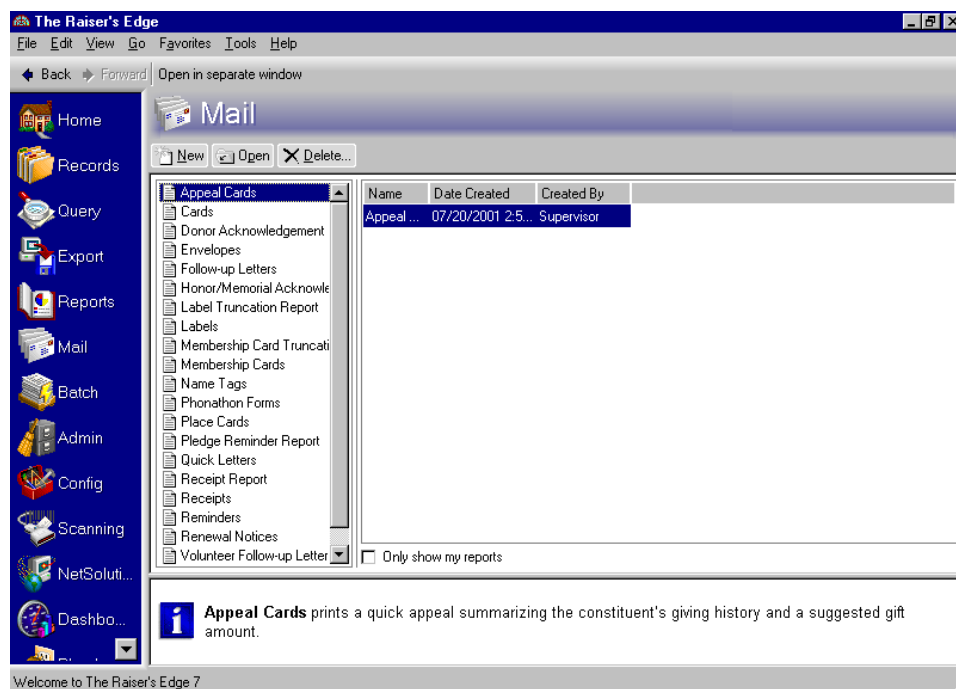 The Raiser's Edge
File Edit View Go Favorites Tools Help
Back Forward Open in separate window
Mail
New Open Delete...
Home
Records
Query
Export
Reports
Mail
Batch
Admin
Config
Scanning
NetSoluti...
Dashbo...
Appeal Cards
Cards
Donor Acknowledgement
Envelopes
Follow-up Letters
Honor/Memorial Acknowle
Label Truncation Report
Labels
Membership Card Truncati
Membership Cards
Name Tags
Phonathon Forms
Place Cards
Pledge Reminder Report
Quick Letters
Receipt Report
Receipts
Reminders
Renewal Notices
Volunteer Follow-up Letter
Name Date Created Created By
Appeal ... 07/20/2001 2:5... Supervisor
Only show my reports
Appeal Cards prints a quick appeal summarizing the constituent's giving history and a suggested gift
amount.
Welcome to The Raiser's Edge 7